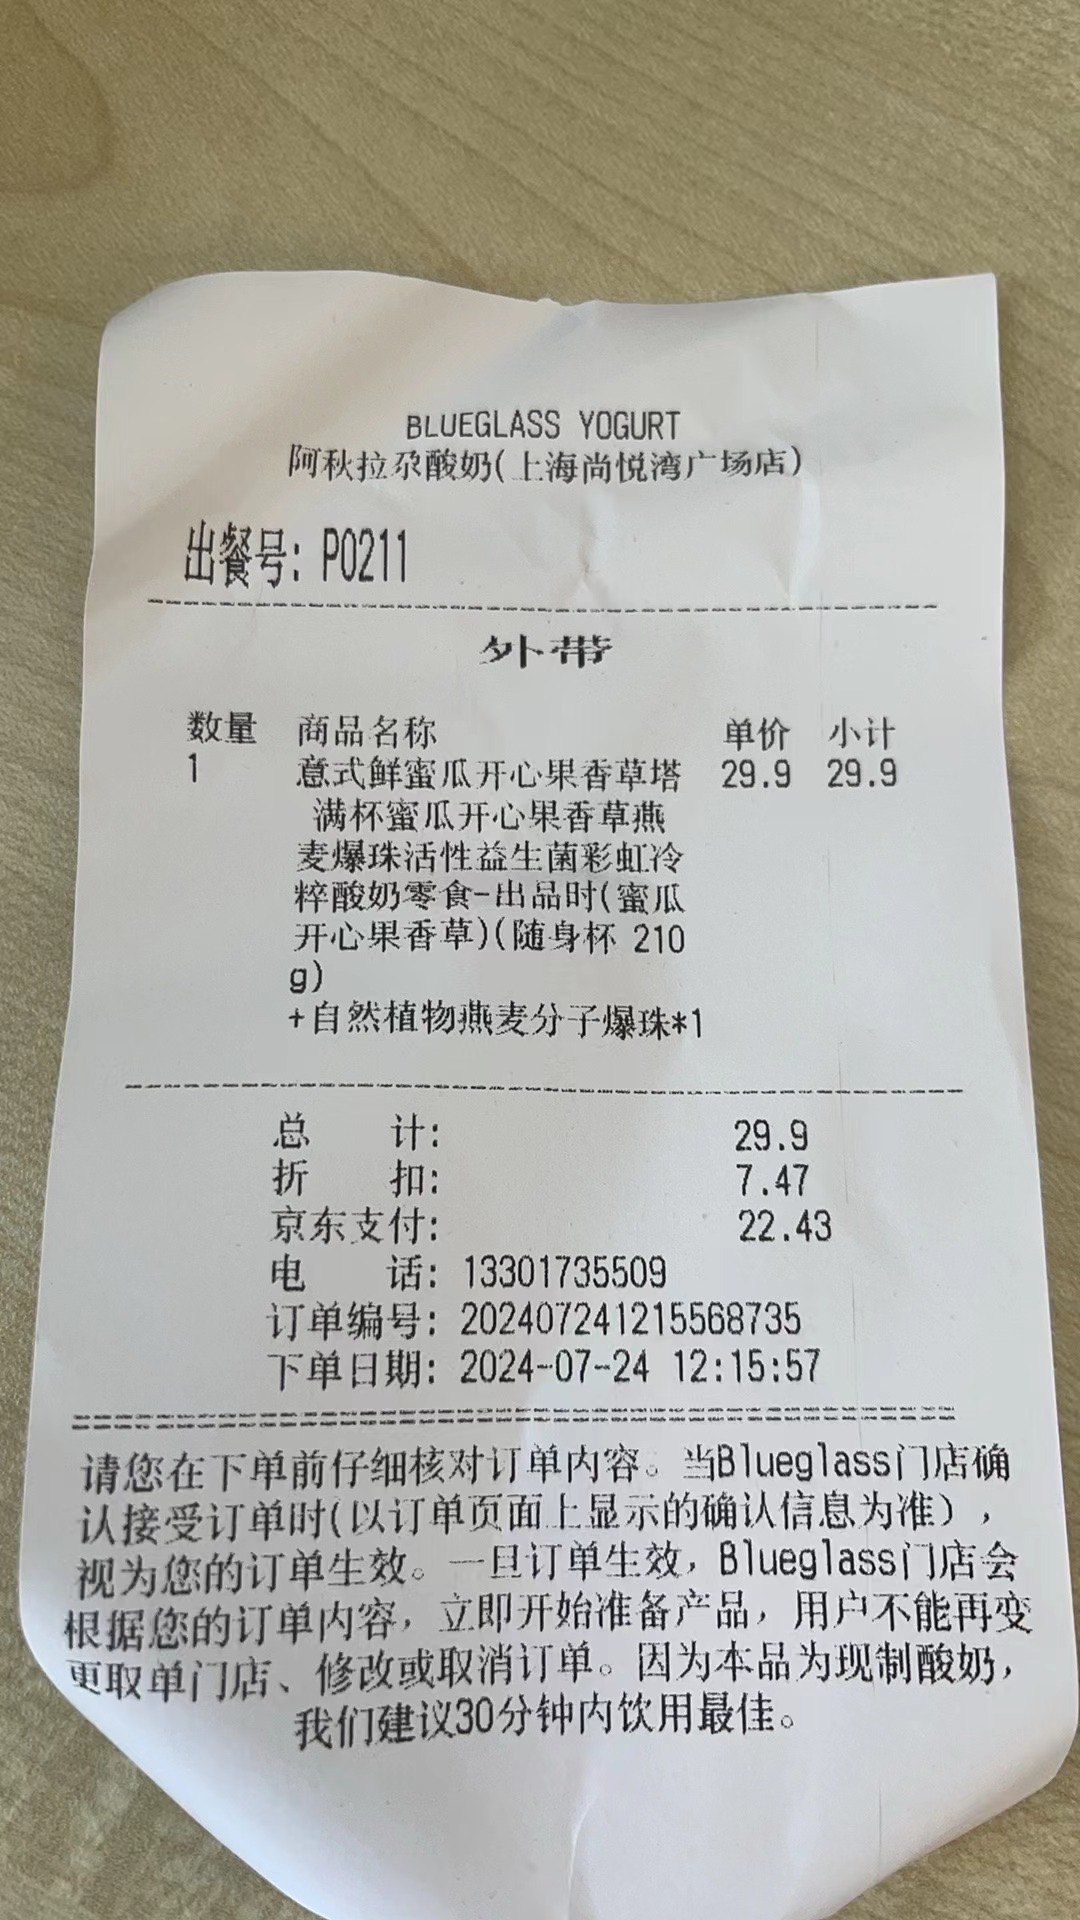 BLUEGLASS YOGURT
阿秋拉尕酸奶(上海尚悦湾广场店)
出餐号: P0211
外带
数量 商品名称 单价 小计
1 意式鲜蜜瓜开心果香草塔 29.9 29.9
满杯蜜瓜开心果香草燕
麦爆珠活性益生菌彩虹冷
粹酸奶零食-出品时(蜜瓜
开心果香草)(随身杯 210
g)
+自然植物燕麦分子爆珠*1
总 计: 29.9
折 扣: 7.47
京东支付: 22.43
电 话: 13301735509
订单编号: 202407241215568735
下单日期: 2024-07-24 12:15:57
请您在下单前仔细核对订单内容。当Blueglass门店确
认接受订单时(以订单页面上显示的确认信息为准),
视为您的订单生效。一旦订单生效, Blueglass门店会
根据您的订单内容, 立即开始准备产品, 用户不能再变
更取单门店、修改或取消订单。因为本品为现制酸奶,
我们建议30分钟内饮用最佳。